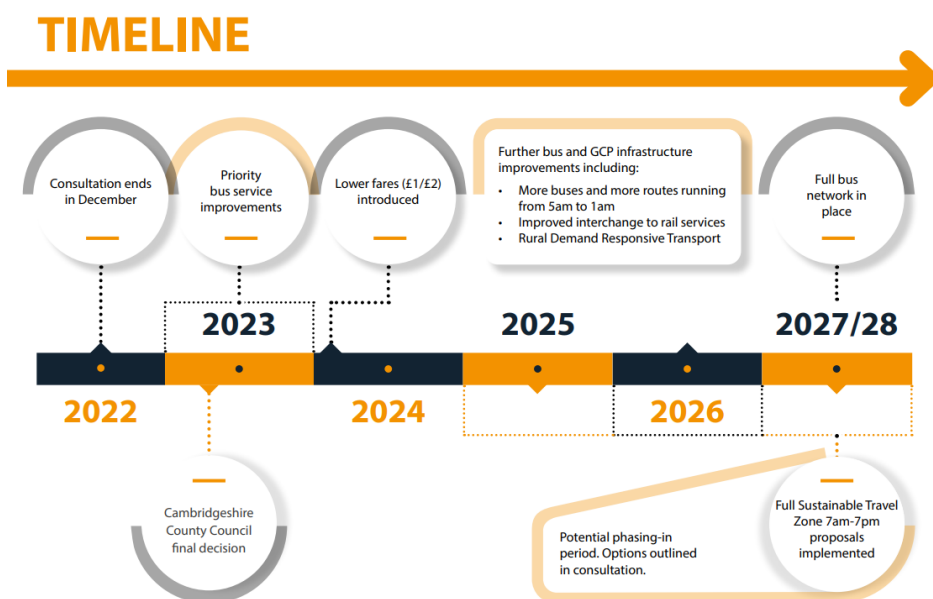 TIMELINE
Consultation ends
in December
Priority
bus service
improvements
Lower fares (£1/£2)
introduced
Further bus and GCP infrastructure
improvements including:
• More buses and more routes running
from 5am to 1am
• Improved interchange to rail services
• Rural Demand Responsive Transport
Full bus
network in
place
2023
2025
2027/28
2022
2024
2026
Cambridgeshire
County Council
final decision
Potential phasing-in
period. Options outlined
in consultation.
Full Sustainable Travel
Zone 7am-7pm
proposals
implemented